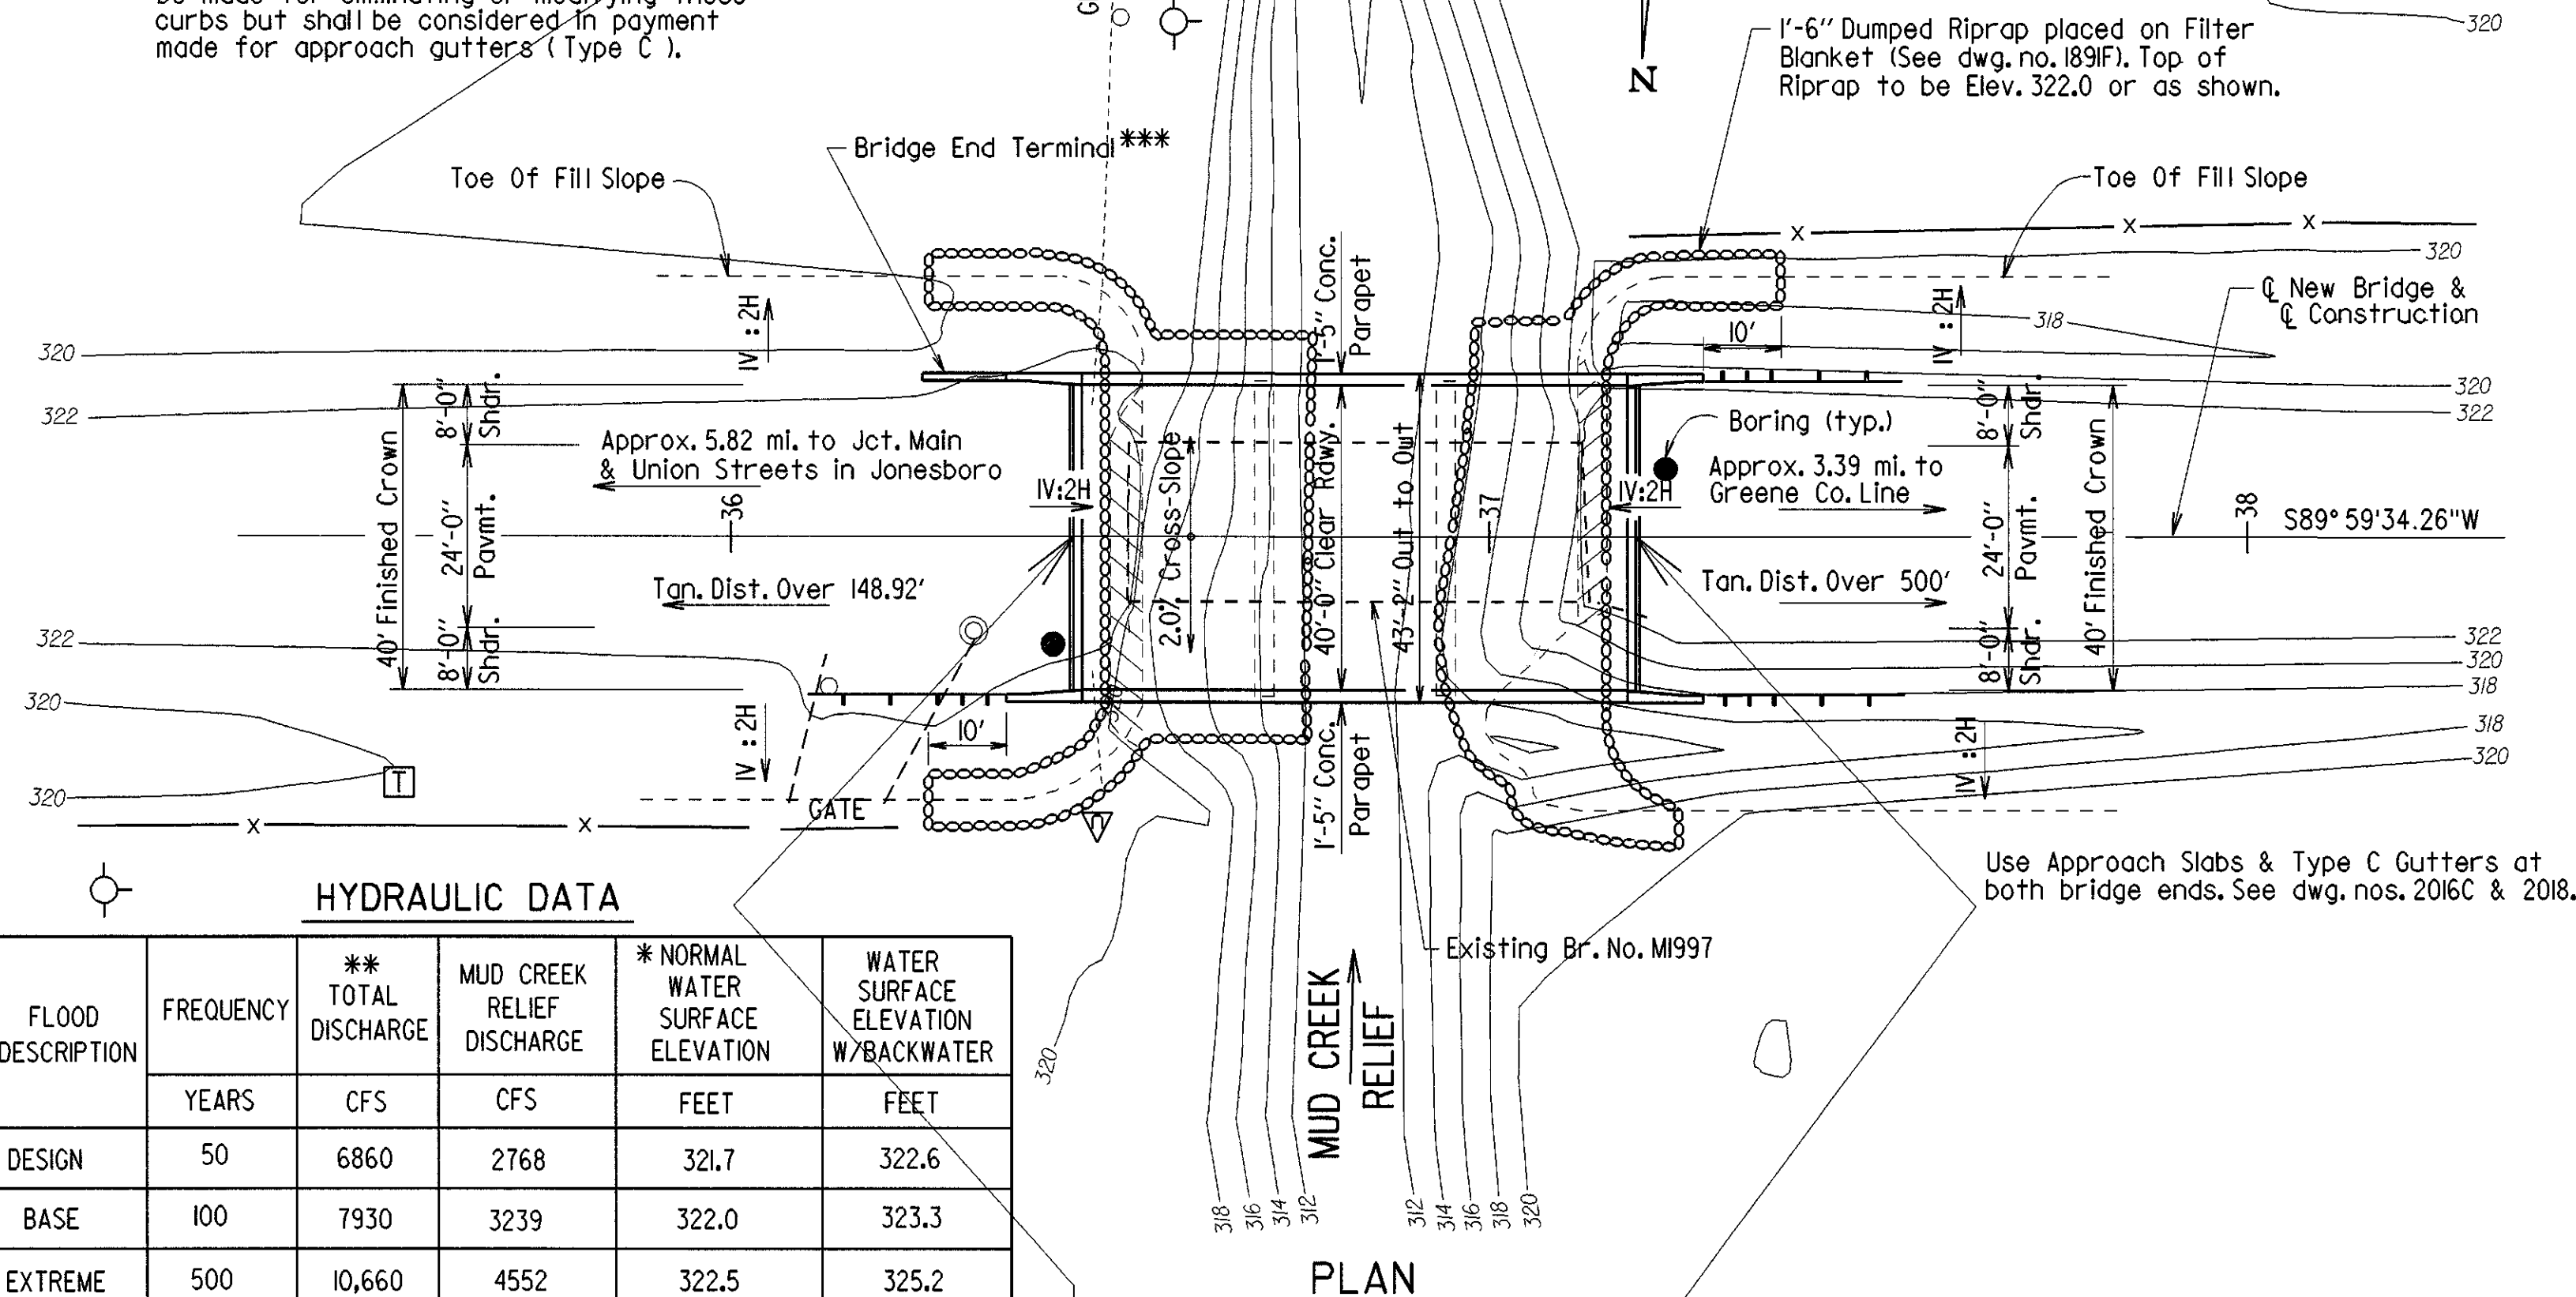 curbs but shall be considered in payment
made for approach gutters (Type C ).
N
1'-6" Dumped Riprap placed on Filter
Blanket (See dwg. no. 1891F). Top of
Riprap to be Elev. 322.0 or as shown.
320
Bridge End Terminal ***
Toe Of Fill Slope
Toe Of Fill Slope
X X X
320
1'-5" Conc.
Parapet
℄ New Bridge &
℄ Construction
1V : 2H
1V : 2H
318
10'
320
322
320
322
8'-0"
Shdr.
24'-0"
Pavmt.
8'-0"
Shdr.
40' Finished Crown
Approx. 5.82 mi. to Jct. Main
& Union Streets in Jonesboro
36
1V:2H
2.0% Cross-Slope
40'-0" Clear Rdwy.
43'-2" Out to Out
37
1V:2H
Boring (typ.)
Approx. 3.39 mi. to
Greene Co. Line
8'-0"
Shdr.
24'-0"
Pavmt.
8'-0"
Shdr.
40' Finished Crown
38
S89° 59'34.26"W
Tan. Dist. Over 148.92'
Tan. Dist. Over 500'
322
320
320
322
320
318
318
320
1V : 2H
10'
1'-5" Conc.
Parapet
1V : 2H
T
GATE
X X
Use Approach Slabs & Type C Gutters at
both bridge ends. See dwg. nos. 2016C & 2018.
Existing Br. No. M1997
MUD CREEK
RELIEF
320
318 316 314 312
312 314 316 318 320
PLAN
HYDRAULIC DATA
FLOOD DESCRIPTION
FREQUENCY
** TOTAL DISCHARGE
MUD CREEK RELIEF DISCHARGE
* NORMAL WATER SURFACE ELEVATION
WATER SURFACE ELEVATION W/BACKWATER
YEARS CFS CFS FEET FEET
DESIGN 50 6860 2768 321.7 322.6
BASE 100 7930 3239 322.0 323.3
EXTREME 500 10,660 4552 322.5 325.2